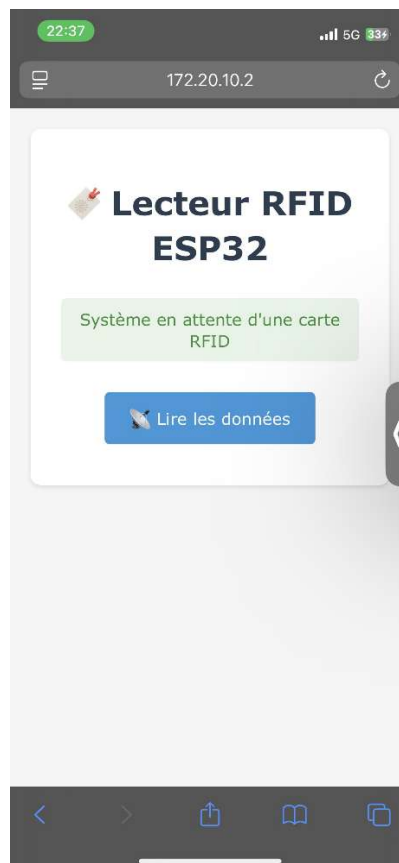 22:37
5G 33
172.20.10.2
Lecteur RFID
ESP32
Système en attente d'une carte
RFID
Lire les données